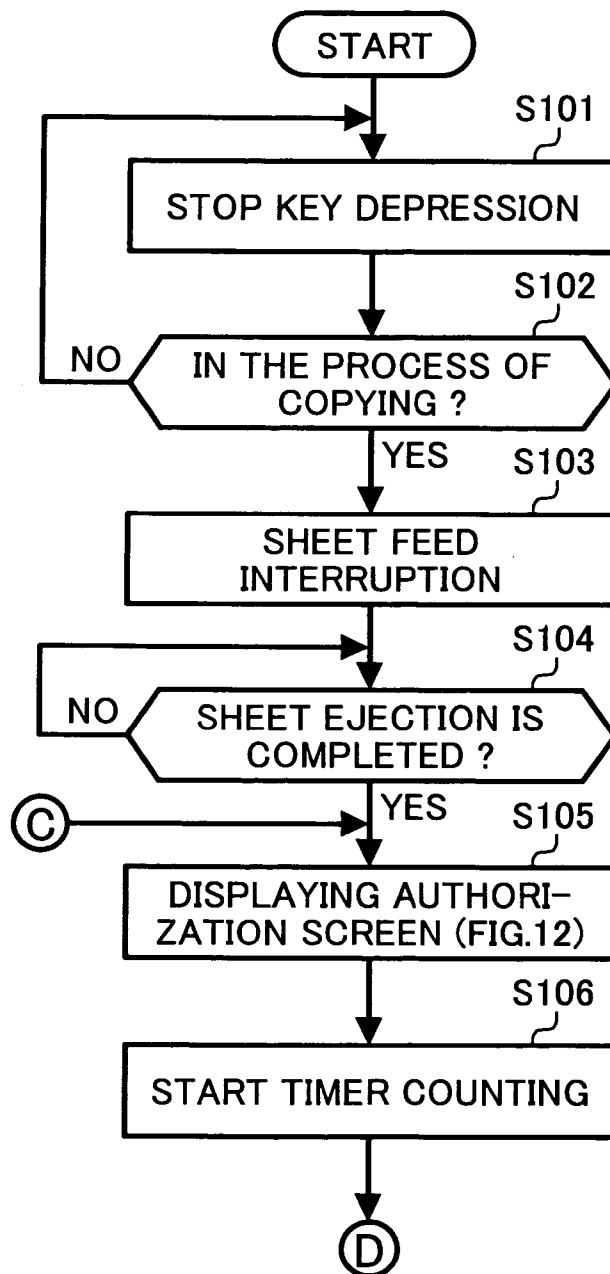 START
S101
STOP KEY DEPRESSION
S102
NO
IN THE PROCESS OF
COPYING ?
YES
S103
SHEET FEED
INTERRUPTION
S104
NO
SHEET EJECTION IS
COMPLETED ?
YES
C
S105
DISPLAYING AUTHORI-
ZATION SCREEN (FIG.12)
S106
START TIMER COUNTING
D